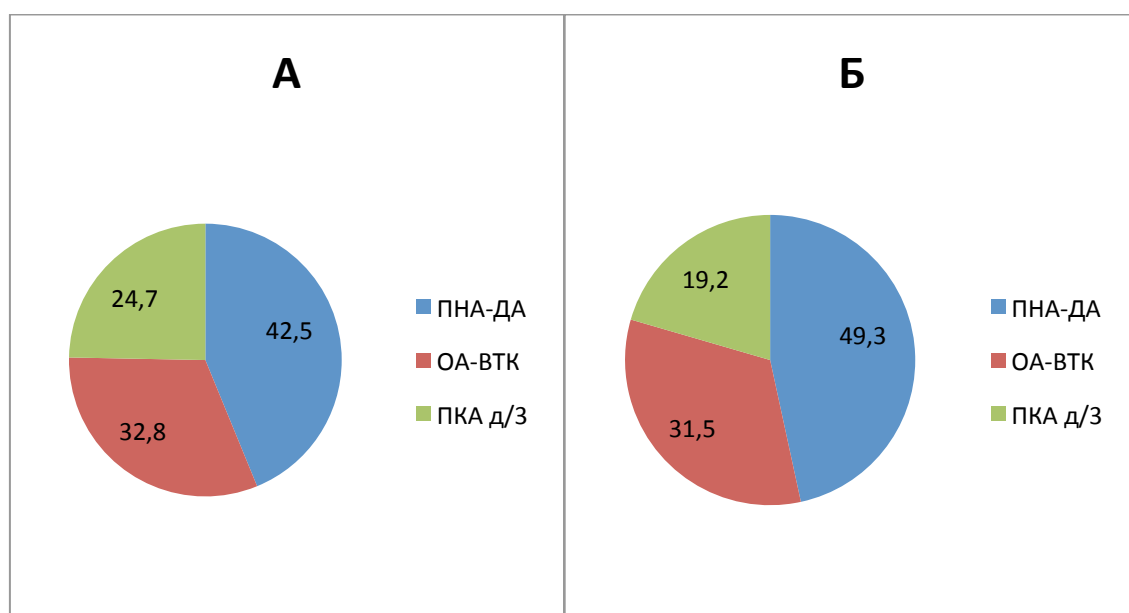 А
42,5
32,8
24,7
ПНА-ДА
ОА-ВТК
ПКА д/З
Б
49,3
31,5
19,2
ПНА-ДА
ОА-ВТК
ПКА д/З